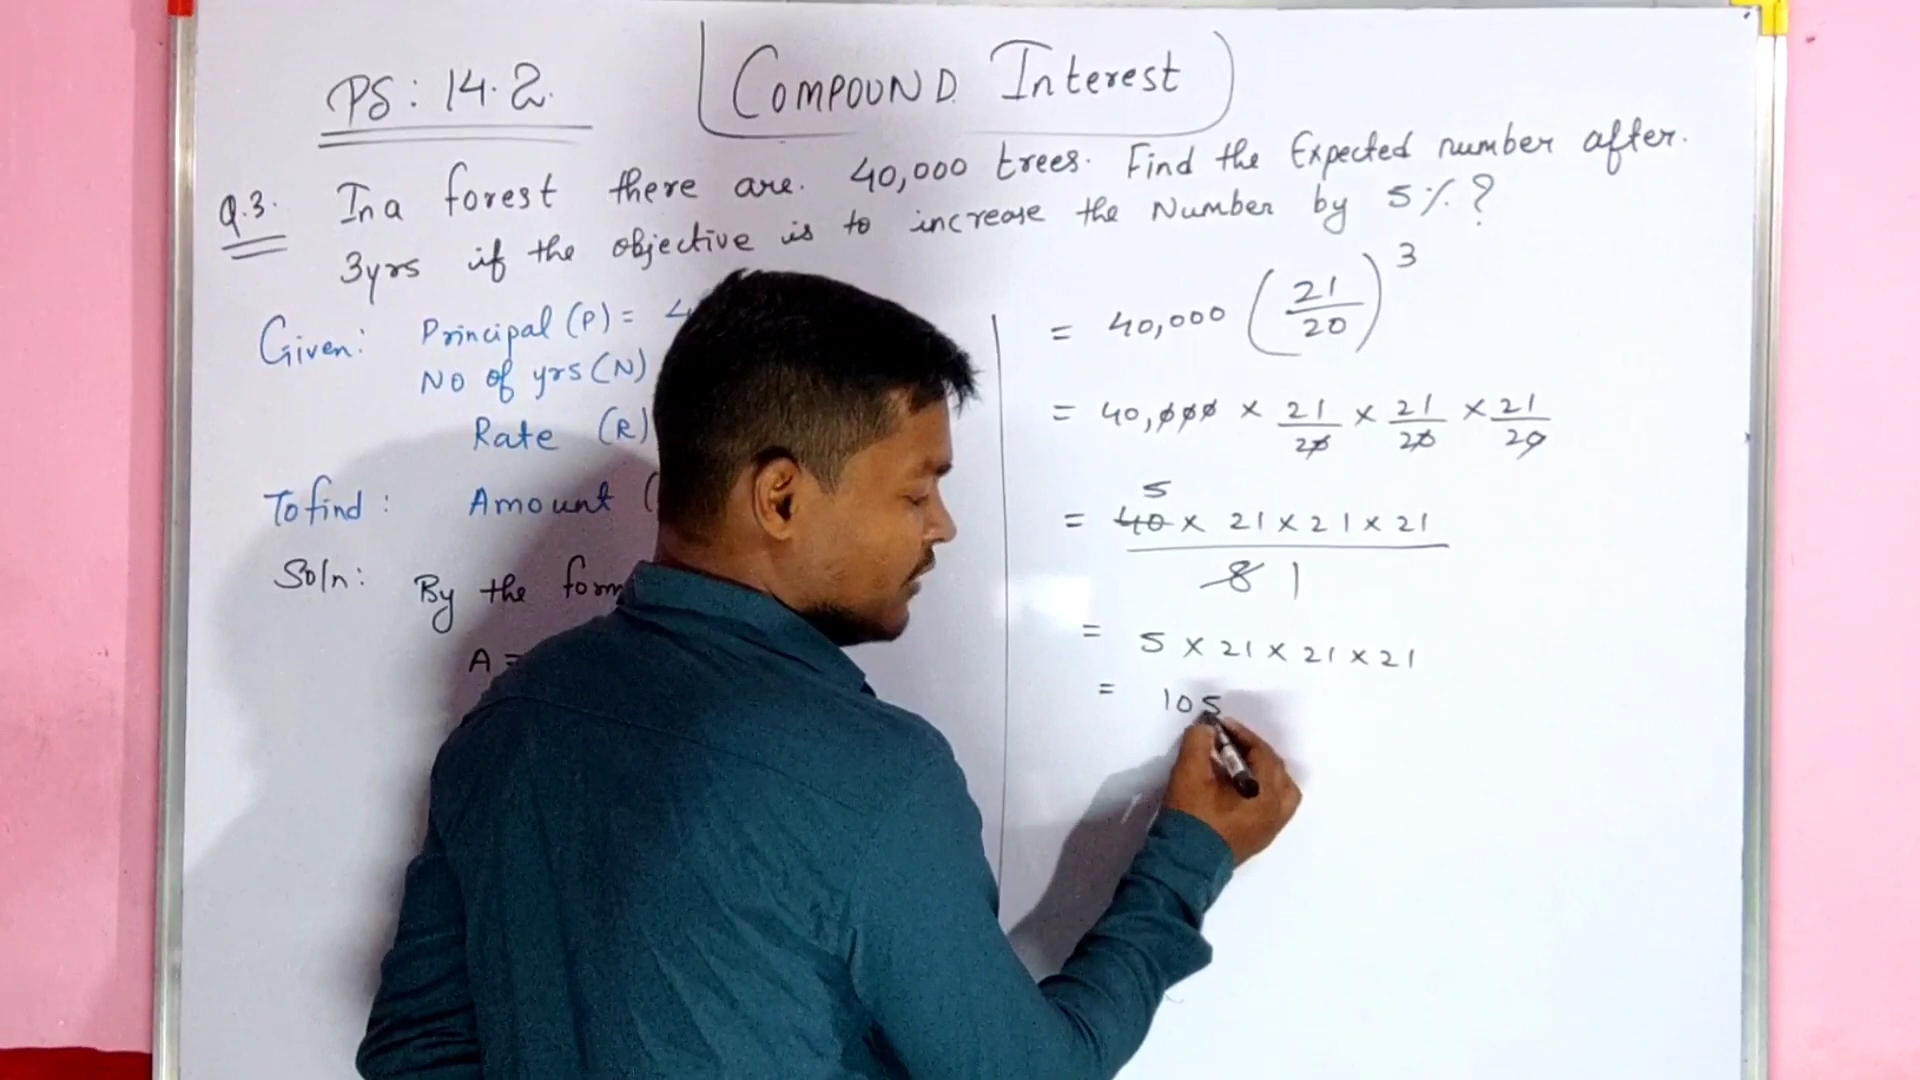 PS: 14.2.
COMPOUND. Interest
Q.3. In a forest there are. 40,000 trees. Find the Expected number after.
3yrs if the objective is to increase the Number by 5%?
Given: Principal (P) = 4
No of yrs (N)
Rate (R)
To find: Amount (
Soln: By the form
A =
= 40,000 (21/20)^3
= 40,000 × 21/20 × 21/20 × 21/20
5
= 40 × 21 × 21 × 21
8 1
= 5 × 21 × 21 × 21
= 105